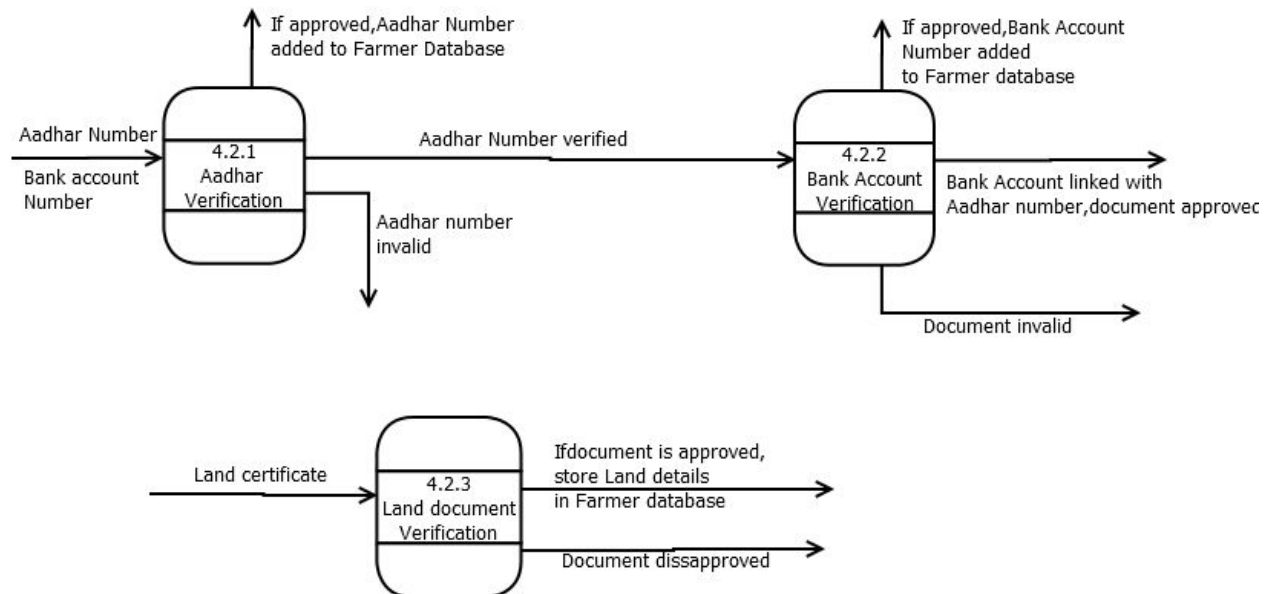 If approved,Aadhar Number
added to Farmer Database
If approved,Bank Account
Number added
to Farmer database
Aadhar Number
Bank account
Number
4.2.1
Aadhar
Verification
Aadhar Number verified
Aadhar number
invalid
4.2.2
Bank Account
Verification
Bank Account linked with
Aadhar number,document approved
Document invalid
Land certificate
4.2.3
Land document
Verification
Ifdocument is approved,
store Land details
in Farmer database
Document dissapproved